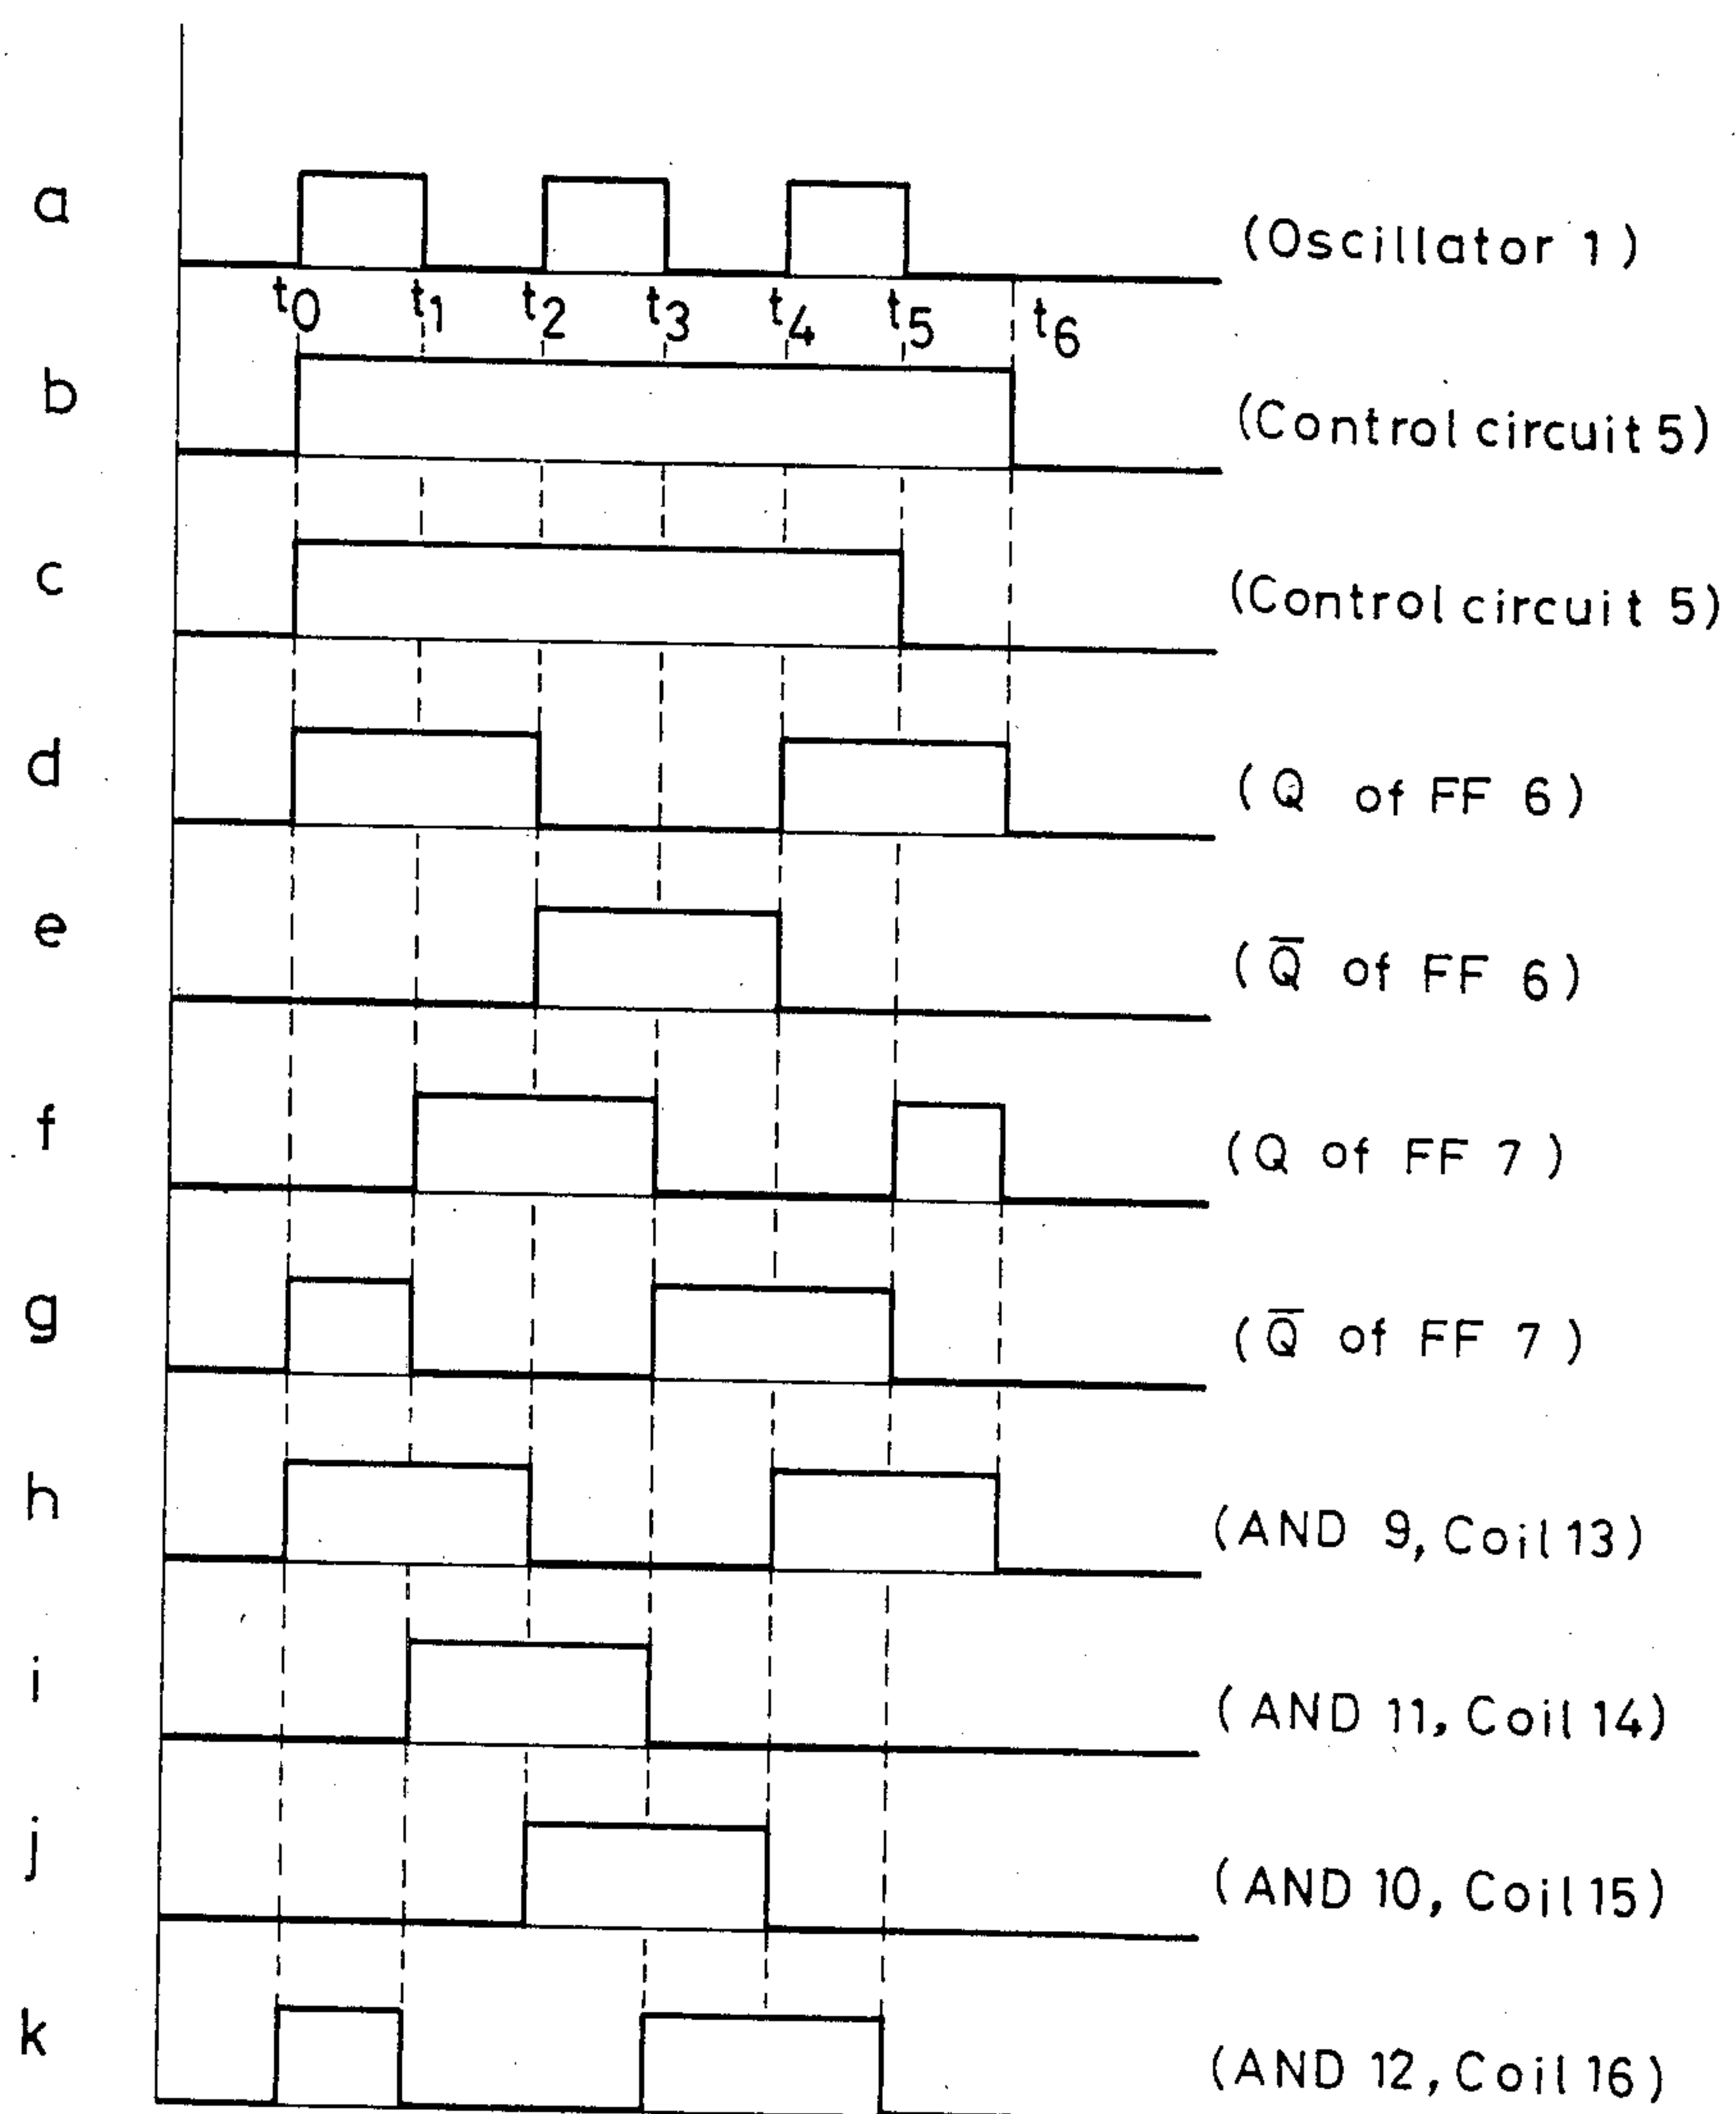 a (Oscillator 1)
t0 t1 t2 t3 t4 t5 t6
b (Control circuit 5)
c (Control circuit 5)
d (Q of FF 6)
e (Q̅ of FF 6)
f (Q of FF 7)
g (Q̅ of FF 7)
h (AND 9, Coil 13)
i (AND 11, Coil 14)
j (AND 10, Coil 15)
k (AND 12, Coil 16)